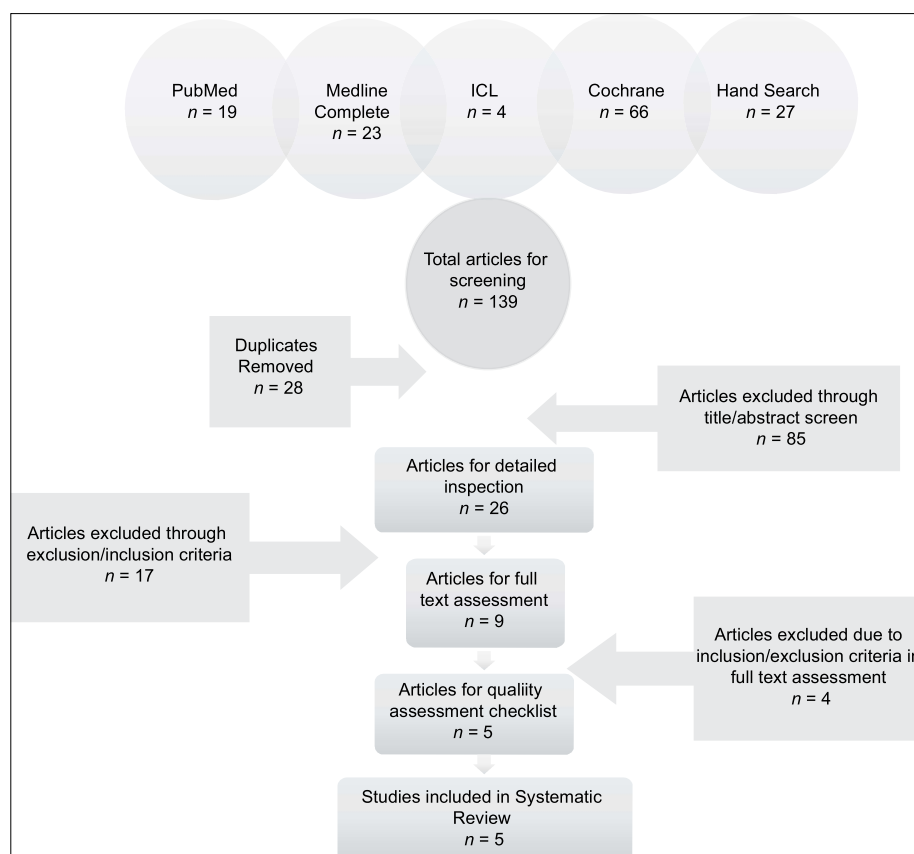 PubMed
n = 19
Medline
Complete
n = 23
ICL
n = 4
Cochrane
n = 66
Hand Search
n = 27
Total articles for
screening
n = 139
Duplicates
Removed
n = 28
Articles excluded through
title/abstract screen
n = 85
Articles for detailed
inspection
n = 26
Articles excluded through
exclusion/inclusion criteria
n = 17
Articles for full
text assessment
n = 9
Articles excluded due to
inclusion/exclusion criteria in
full text assessment
n = 4
Articles for qualiity
assessment checklist
n = 5
Studies included in Systematic
Review
n = 5